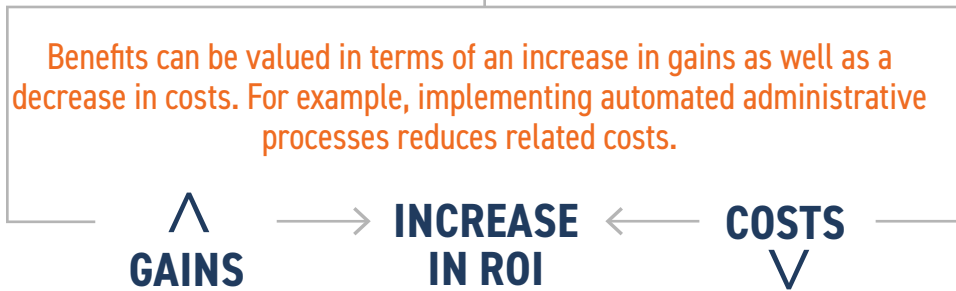 Benefits can be valued in terms of an increase in gains as well as a
decrease in costs. For example, implementing automated administrative
processes reduces related costs.
GAINS
INCREASE
IN ROI
COSTS